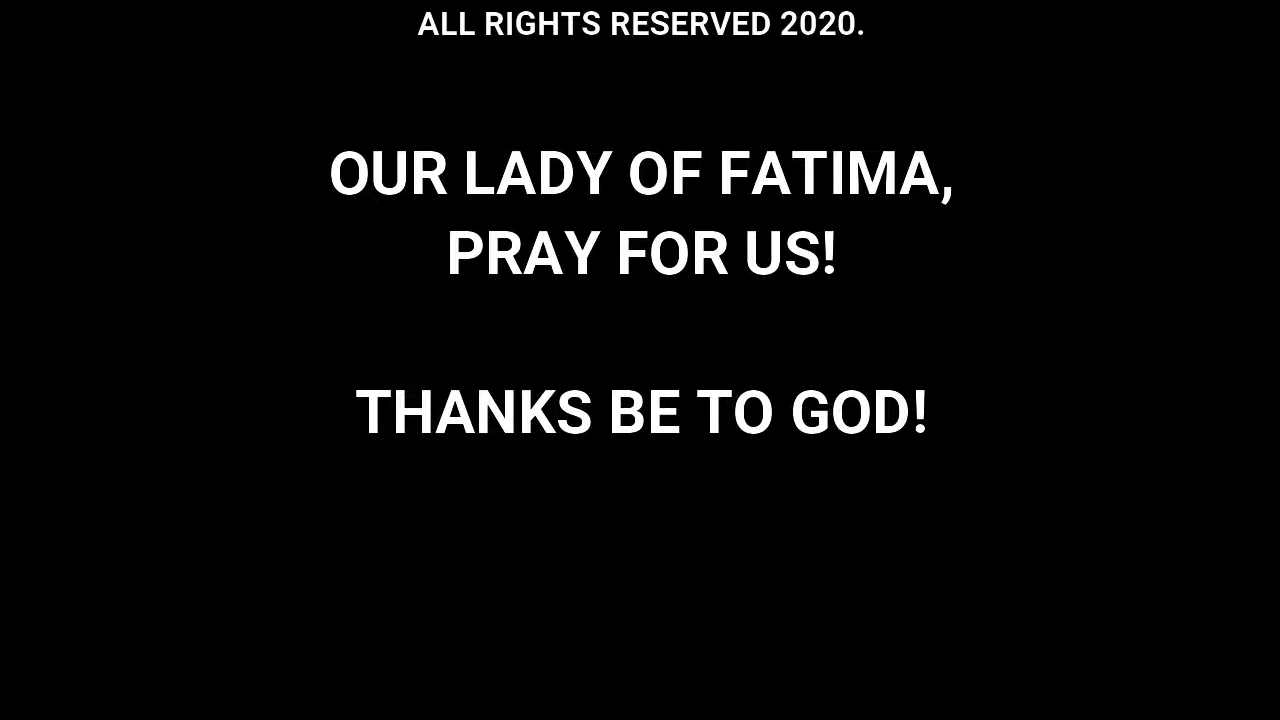 ALL RIGHTS RESERVED 2020.
OUR LADY OF FATIMA,
PRAY FOR US!
THANKS BE TO GOD!